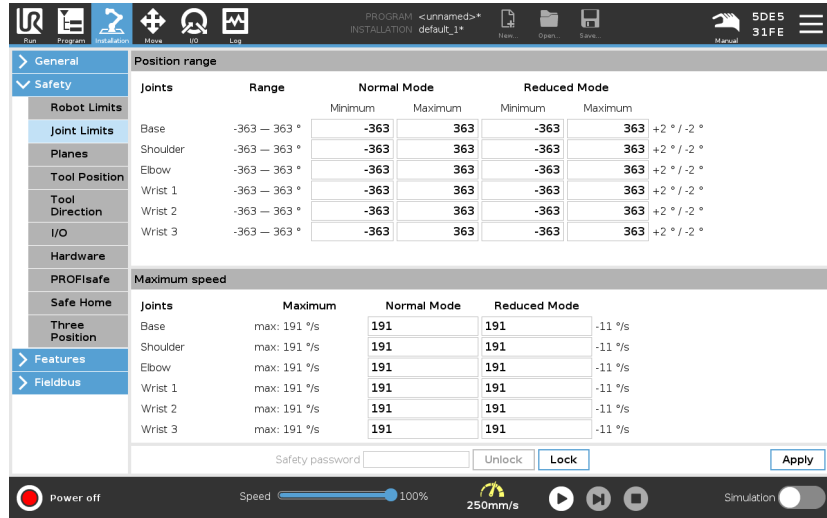 PROGRAM <unnamed>*
INSTALLATION default_1*
5DE5
31FE
Run Program Installation Move I/O Log New... Open... Save... Manual
General
Safety
Robot Limits
Joint Limits
Planes
Tool Position
Tool
Direction
I/O
Hardware
PROFIsafe
Safe Home
Three
Position
Features
Fieldbus
Position range
Joints Range Normal Mode Reduced Mode
Minimum Maximum Minimum Maximum
Base -363 — 363 ° -363 363 -363 363 +2 ° / -2 °
Shoulder -363 — 363 ° -363 363 -363 363 +2 ° / -2 °
Elbow -363 — 363 ° -363 363 -363 363 +2 ° / -2 °
Wrist 1 -363 — 363 ° -363 363 -363 363 +2 ° / -2 °
Wrist 2 -363 — 363 ° -363 363 -363 363 +2 ° / -2 °
Wrist 3 -363 — 363 ° -363 363 -363 363 +2 ° / -2 °
Maximum speed
Joints Maximum Normal Mode Reduced Mode
Base max: 191 °/s 191 191 -11 °/s
Shoulder max: 191 °/s 191 191 -11 °/s
Elbow max: 191 °/s 191 191 -11 °/s
Wrist 1 max: 191 °/s 191 191 -11 °/s
Wrist 2 max: 191 °/s 191 191 -11 °/s
Wrist 3 max: 191 °/s 191 191 -11 °/s
Safety password Unlock Lock Apply
Power off Speed 100% 250mm/s Simulation